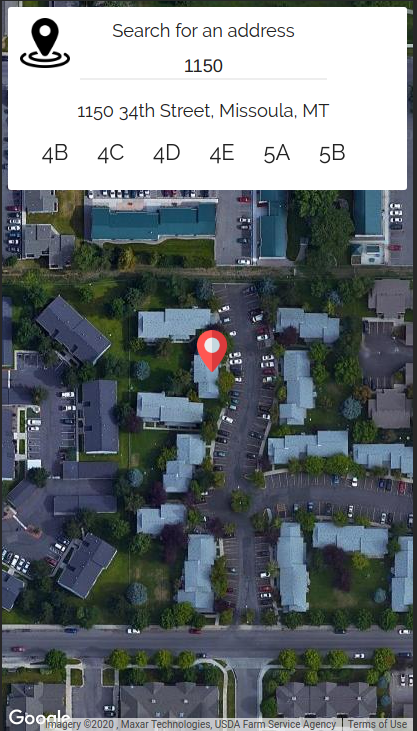 Search for an address
1150
1150 34th Street, Missoula, MT
4B 4C 4D 4E 5A 5B
Google
Imagery ©2020 , Maxar Technologies, USDA Farm Service Agency
Terms of Use